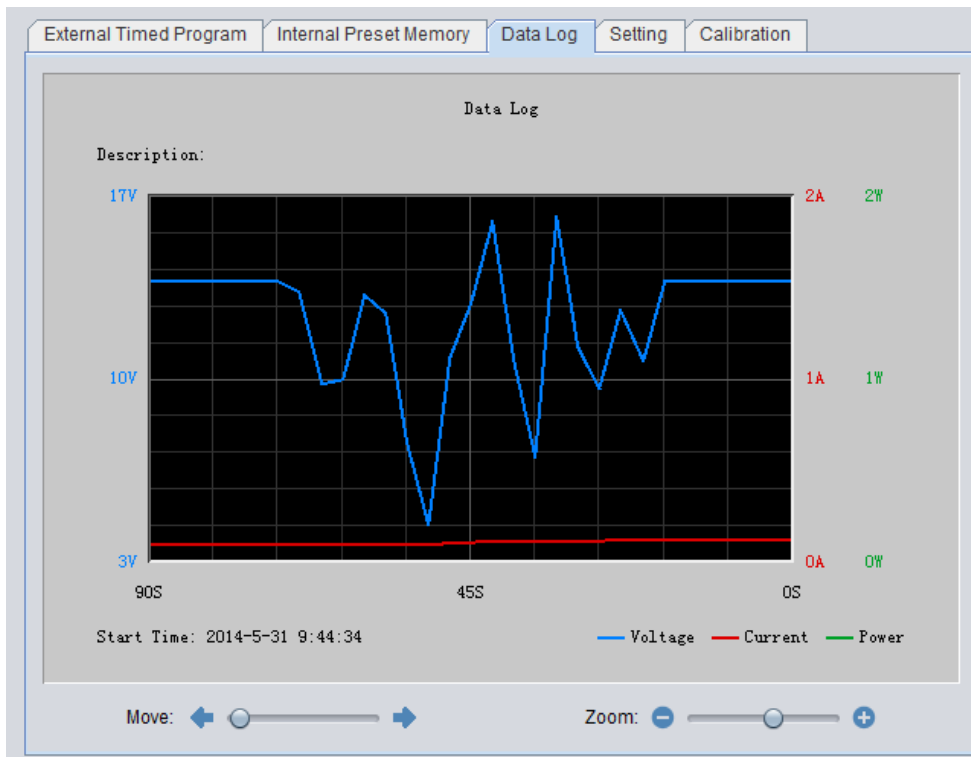 External Timed Program Internal Preset Memory Data Log Setting Calibration
Data Log
Description:
17V 2A 2W
10V 1A 1W
3V 0A 0W
90S 45S 0S
Start Time: 2014-5-31 9:44:34 Voltage Current Power
Move: Zoom: